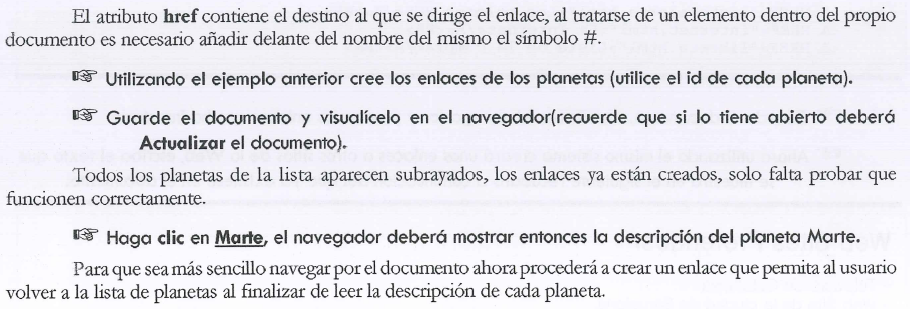 El atributo href contiene el destino al que se dirige el enlace, al tratarse de un elemento dentro del propio
documento es necesario añadir delante del nombre del mismo el símbolo #.
☞ Utilizando el ejemplo anterior cree los enlaces de los planetas (utilice el id de cada planeta).
☞ Guarde el documento y visualícelo en el navegador(recuerde que si lo tiene abierto deberá
Actualizar el documento).
Todos los planetas de la lista aparecen subrayados, los enlaces ya están creados, solo falta probar que
funcionen correctamente.
☞ Haga clic en Marte, el navegador deberá mostrar entonces la descripción del planeta Marte.
Para que sea más sencillo navegar por el documento ahora procederá a crear un enlace que permita al usuario
volver a la lista de planetas al finalizar de leer la descripción de cada planeta.